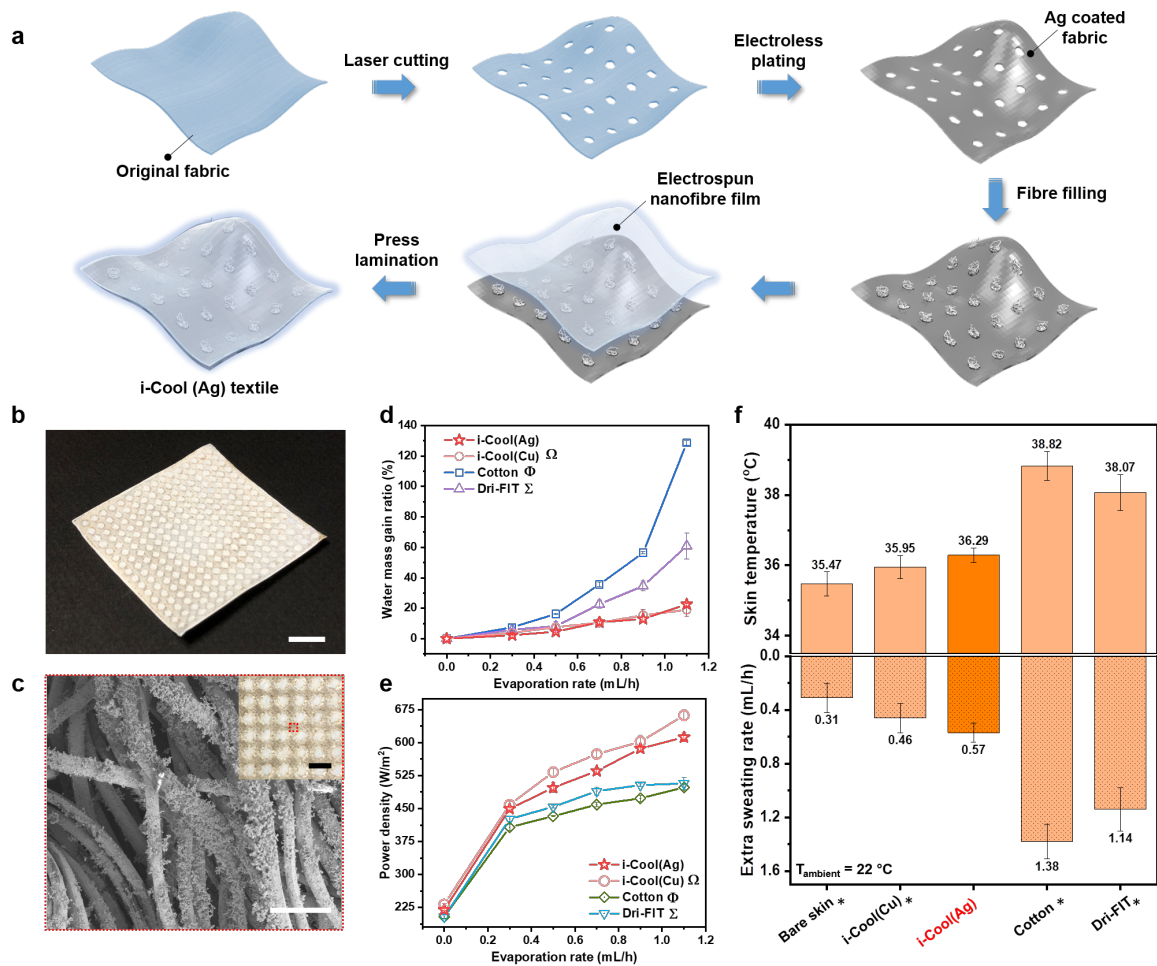 a
Laser cutting
Electroless
plating
Ag coated
fabric
Original fabric
Fibre filling
Electrospun
nanofibre film
Press
lamination
i-Cool (Ag) textile
b
c
d
Water mass gain ratio (%)
140
120
100
80
60
40
20
0
i-Cool(Ag)
i-Cool(Cu) Ω
Cotton Φ
Dri-FIT Σ
0.0 0.2 0.4 0.6 0.8 1.0 1.2
Evaporation rate (mL/h)
e
Power density (W/m²)
675
600
525
450
375
300
225
i-Cool(Ag)
i-Cool(Cu) Ω
Cotton Φ
Dri-FIT Σ
0.0 0.2 0.4 0.6 0.8 1.0 1.2
Evaporation rate (mL/h)
f
Skin temperature (°C)
40
38
36
34
35.47
35.95
36.29
38.82
38.07
Extra sweating rate (mL/h)
0.0
0.4
0.8
1.2
1.6
0.31
0.46
0.57
1.38
1.14
Tambient = 22 °C
Bare skin *
i-Cool(Cu) *
i-Cool(Ag)
Cotton *
Dri-FIT *